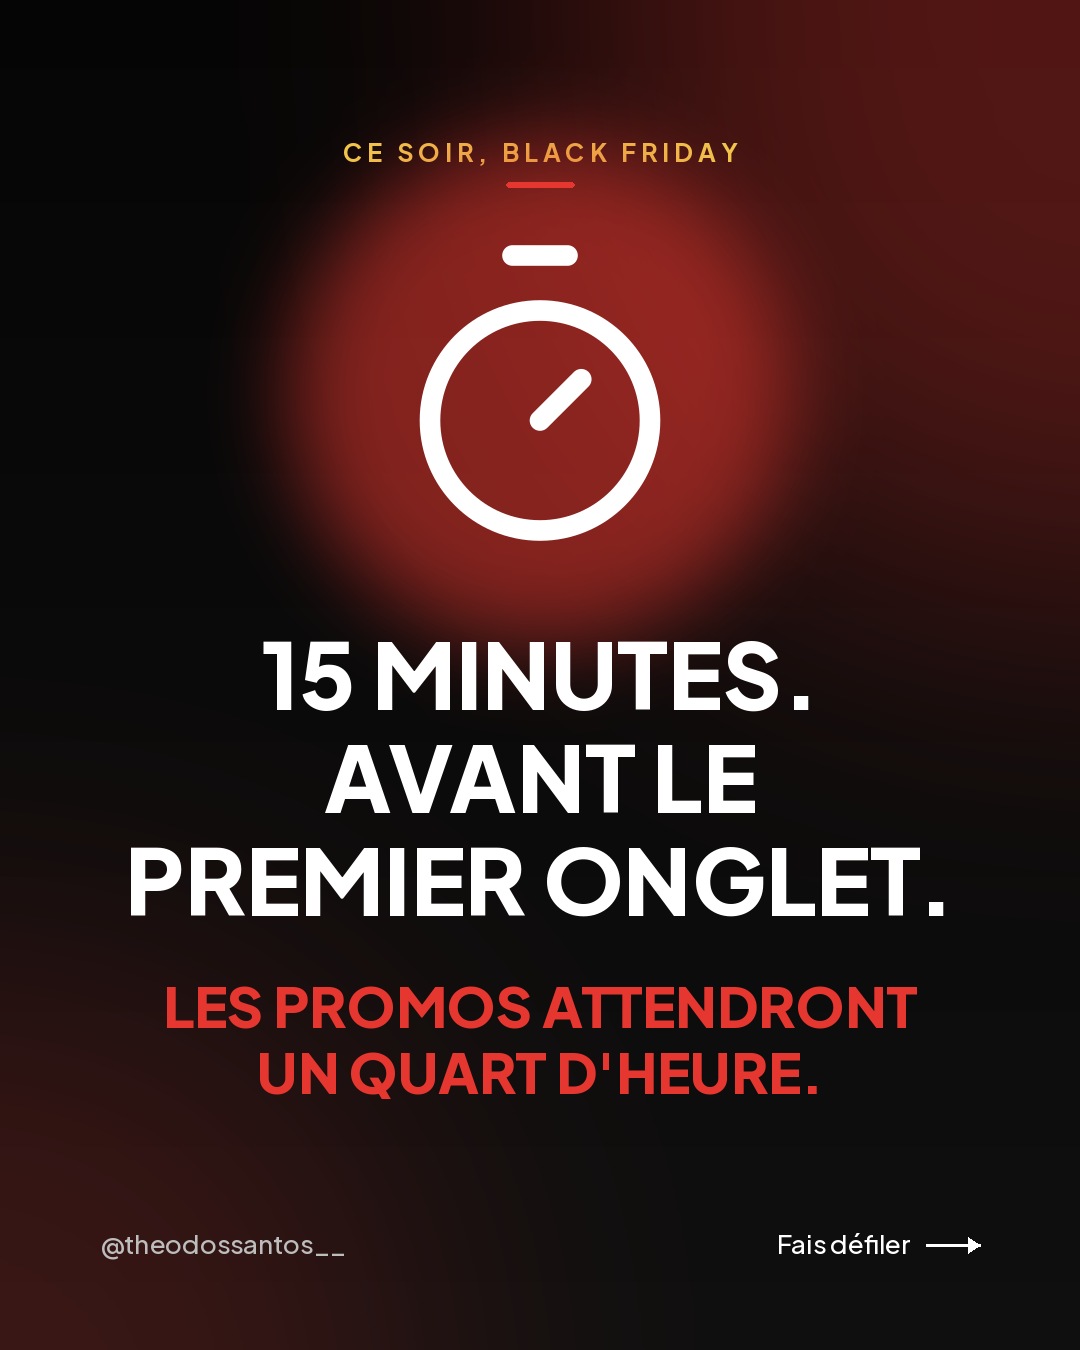 CE SOIR, BLACK FRIDAY
15 MINUTES.
AVANT LE
PREMIER ONGLET.
LES PROMOS ATTENDRONT
UN QUART D'HEURE.
@theodossantos__
Fais défiler